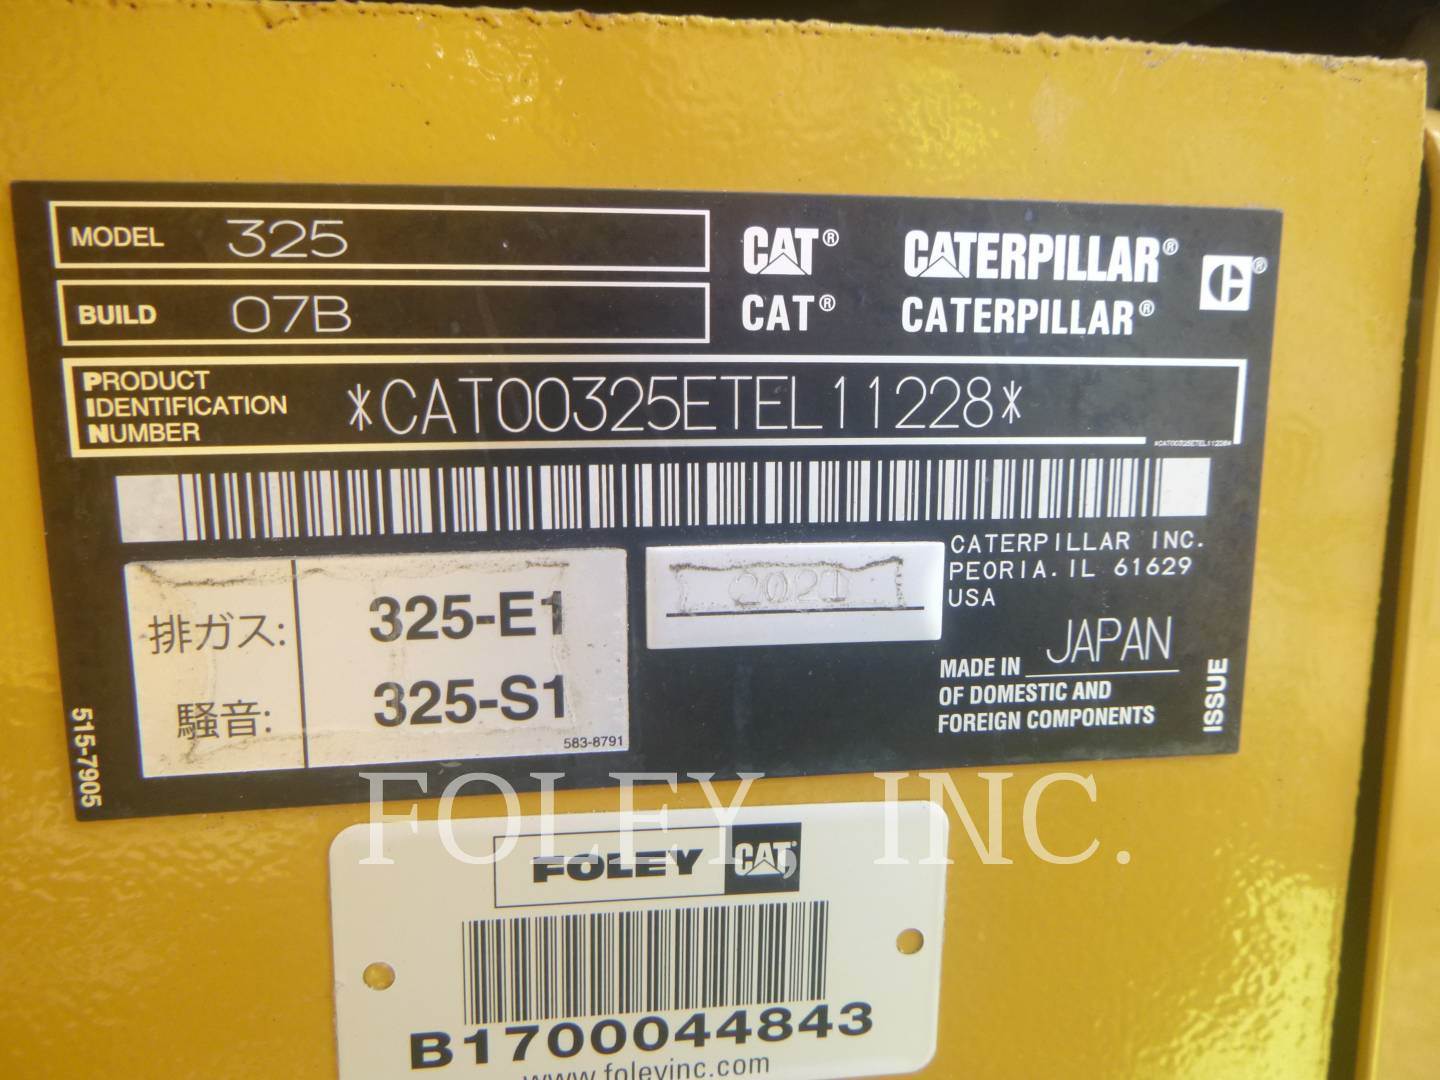 MODEL 325
BUILD 07B
CAT® CATERPILLAR®
CAT® CATERPILLAR®
PRODUCT
IDENTIFICATION
NUMBER
*CAT00325ETEL11228*
*CAT00325ETEL11228*
排ガス: 325-E1
騒音: 325-S1
583-8791
2021
CATERPILLAR INC.
PEORIA. IL 61629
USA
MADE IN JAPAN
OF DOMESTIC AND
FOREIGN COMPONENTS
ISSUE
515-7905
FOLEY INC.
FOLEY CAT
B1700044843
www.foleyinc.com